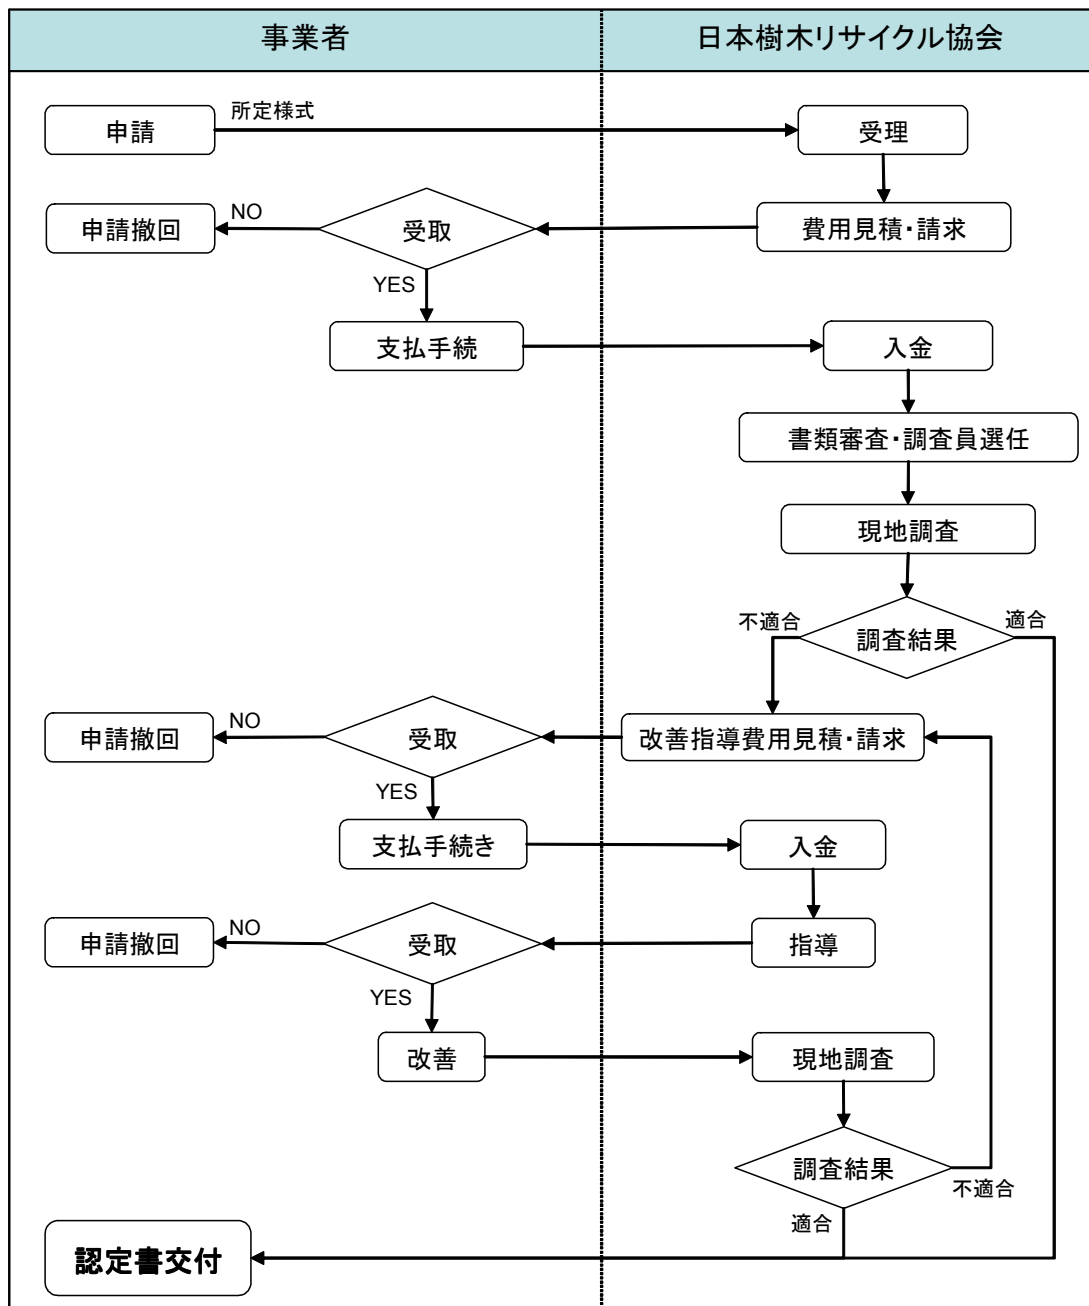 事業者
日本樹木リサイクル協会
申請
所定様式
受理
申請撤回
NO
受取
費用見積・請求
YES
支払手続
入金
書類審査・調査員選任
現地調査
不適合
調査結果
適合
申請撤回
NO
受取
改善指導費用見積・請求
YES
支払手続き
入金
申請撤回
NO
受取
指導
YES
改善
現地調査
調査結果
不適合
適合
認定書交付